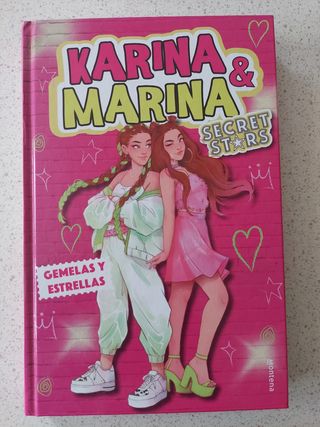 KARINA
& MARINA
SECRET
STARS
GEMELAS Y
ESTRELLAS
Montena